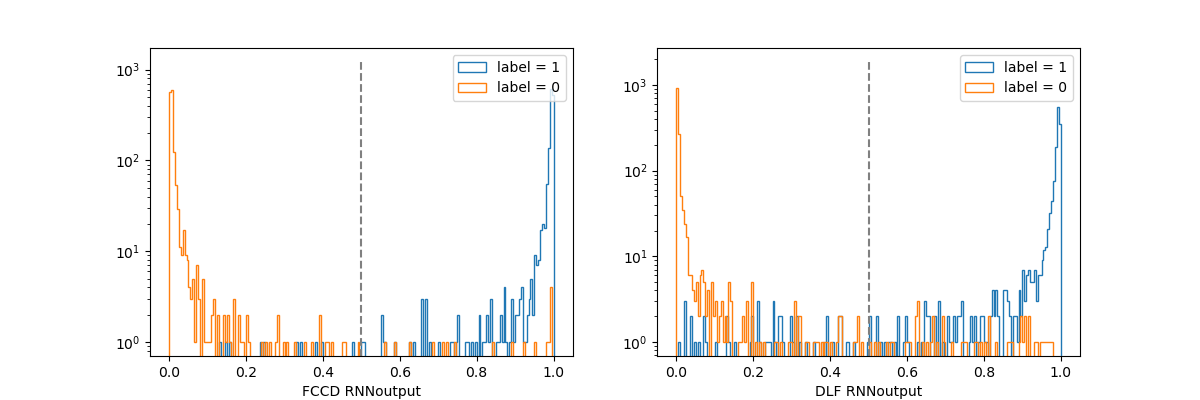 label = 1
label = 0
10³
10²
10¹
10⁰
0.0 0.2 0.4 0.6 0.8 1.0
FCCD RNNoutput
label = 1
label = 0
10³
10²
10¹
10⁰
0.0 0.2 0.4 0.6 0.8 1.0
DLF RNNoutput